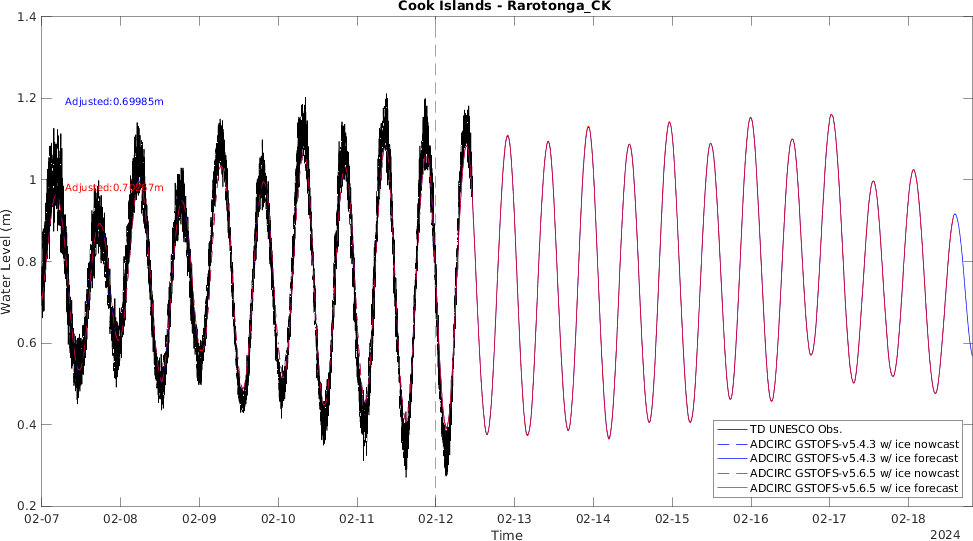 Cook Islands - Rarotonga_CK
1.4
1.2
1
0.8
0.6
0.4
0.2
Water Level (m)
Adjusted:0.69985m
02-07
02-08
02-09
02-10
02-11
02-12
02-13
02-14
02-15
02-16
02-17
02-18
2024
Time
TD UNESCO Obs.
ADCIRC GSTOFS-v5.4.3 w/ ice nowcast
ADCIRC GSTOFS-v5.4.3 w/ ice forecast
ADCIRC GSTOFS-v5.6.5 w/ ice nowcast
ADCIRC GSTOFS-v5.6.5 w/ ice forecast